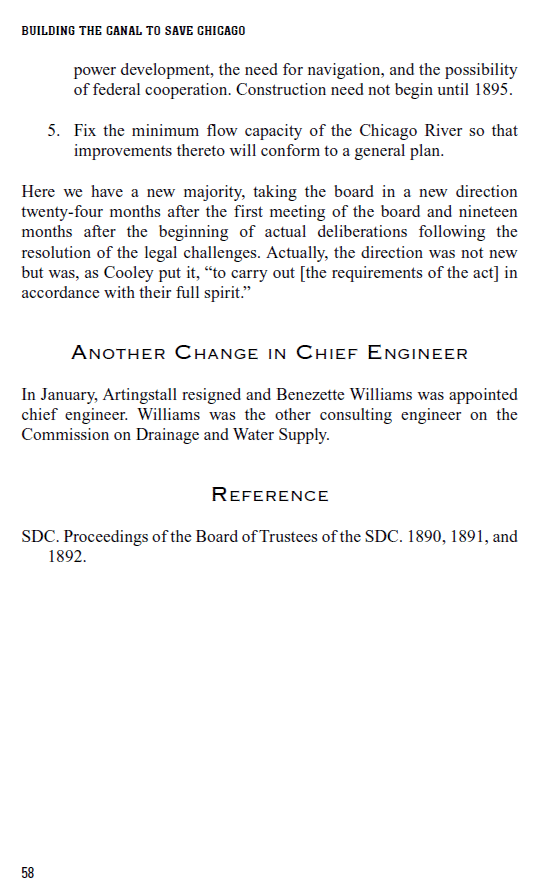 BUILDING THE CANAL TO SAVE CHICAGO
power development, the need for navigation, and the possibility
of federal cooperation. Construction need not begin until 1895.
5. Fix the minimum flow capacity of the Chicago River so that
improvements thereto will conform to a general plan.
Here we have a new majority, taking the board in a new direction
twenty-four months after the first meeting of the board and nineteen
months after the beginning of actual deliberations following the
resolution of the legal challenges. Actually, the direction was not new
but was, as Cooley put it, “to carry out [the requirements of the act] in
accordance with their full spirit.”
ANOTHER CHANGE IN CHIEF ENGINEER
In January, Artingstall resigned and Benezette Williams was appointed
chief engineer. Williams was the other consulting engineer on the
Commission on Drainage and Water Supply.
REFERENCE
SDC. Proceedings of the Board of Trustees of the SDC. 1890, 1891, and
1892.
58